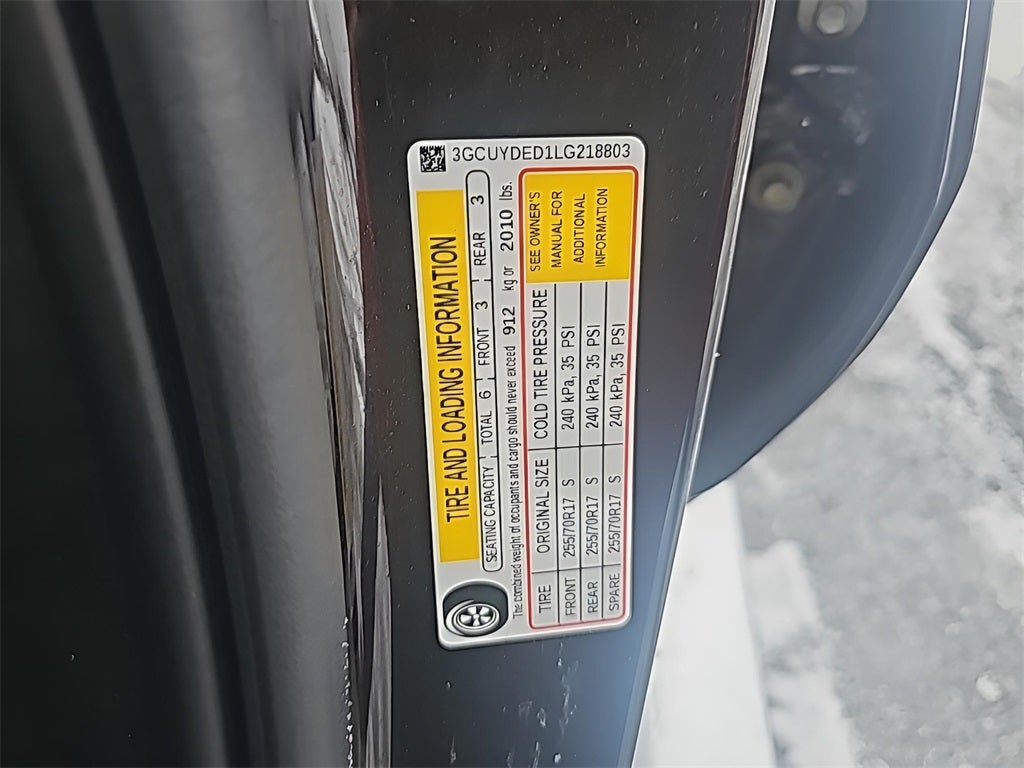 3GCUYDED1LG218803
TIRE AND LOADING INFORMATION
SEATING CAPACITY TOTAL 6 FRONT 3 REAR 3
The combined weight of occupants and cargo should never exceed 912 kg or 2010 lbs.
TIRE ORIGINAL SIZE COLD TIRE PRESSURE
FRONT 255/70R17 S 240 kPa, 35 PSI
REAR 255/70R17 S 240 kPa, 35 PSI
SPARE 255/70R17 S 240 kPa, 35 PSI
SEE OWNER'S
MANUAL FOR
ADDITIONAL
INFORMATION